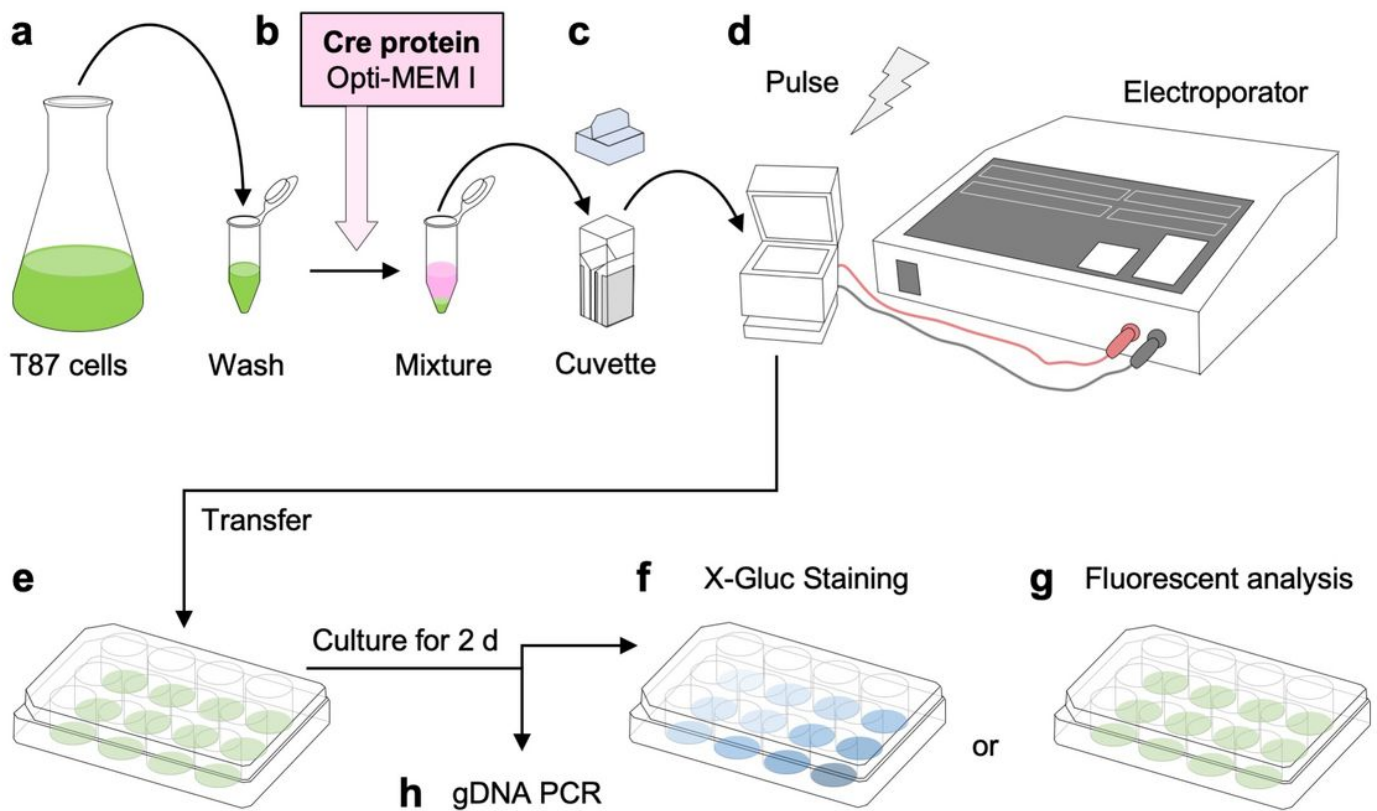 a
b
Cre protein
Opti-MEM I
c
d
Pulse
Electroporator
T87 cells
Wash
Mixture
Cuvette
Transfer
e
Culture for 2 d
f
X-Gluc Staining
g
Fluorescent analysis
or
h
gDNA PCR